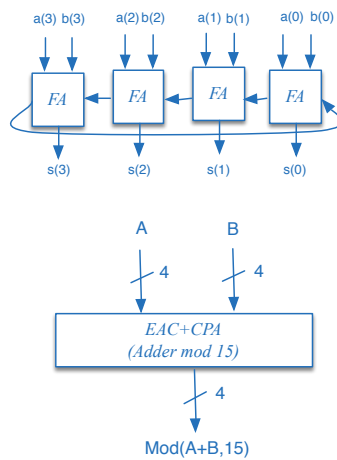 a(3) b(3) a(2) b(2) a(1) b(1) a(0) b(0)
FA FA FA FA
s(3) s(2) s(1) s(0)
A B
4 4
EAC+CPA
(Adder mod 15)
4
Mod(A+B,15)